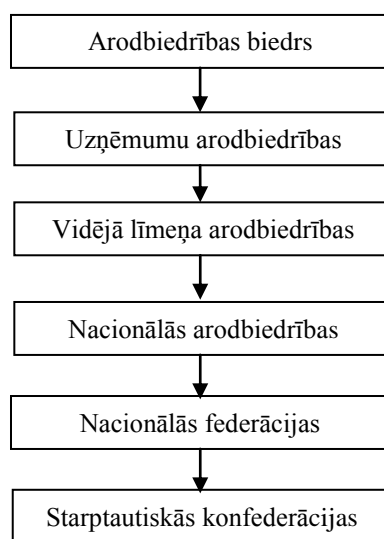 Arodbiedrības biedrs
Uzņēmumu arodbiedrības
Vidējā līmeņa arodbiedrības
Nacionālās arodbiedrības
Nacionālās federācijas
Starptautiskās konfederācijas